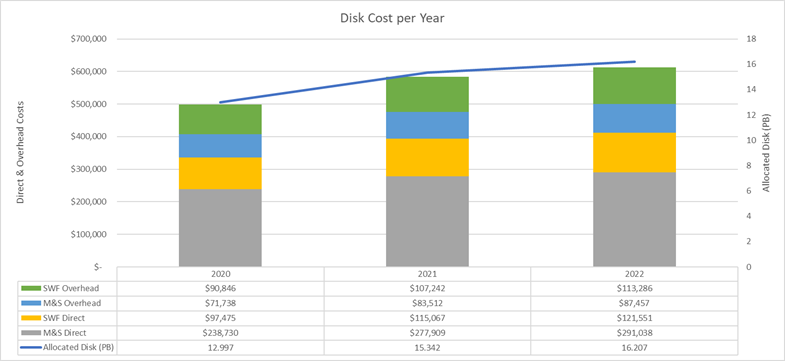 Disk Cost per Year
$700,000
$600,000
$500,000
$400,000
$300,000
$200,000
$100,000
$-
Direct & Overhead Costs
18
16
14
12
10
8
6
4
2
0
Allocated Disk (PB)
2020 2021 2022
SWF Overhead $90,846 $107,242 $113,286
M&S Overhead $71,738 $83,512 $87,457
SWF Direct $97,475 $115,067 $121,551
M&S Direct $238,730 $277,909 $291,038
Allocated Disk (PB) 12.997 15.342 16.207